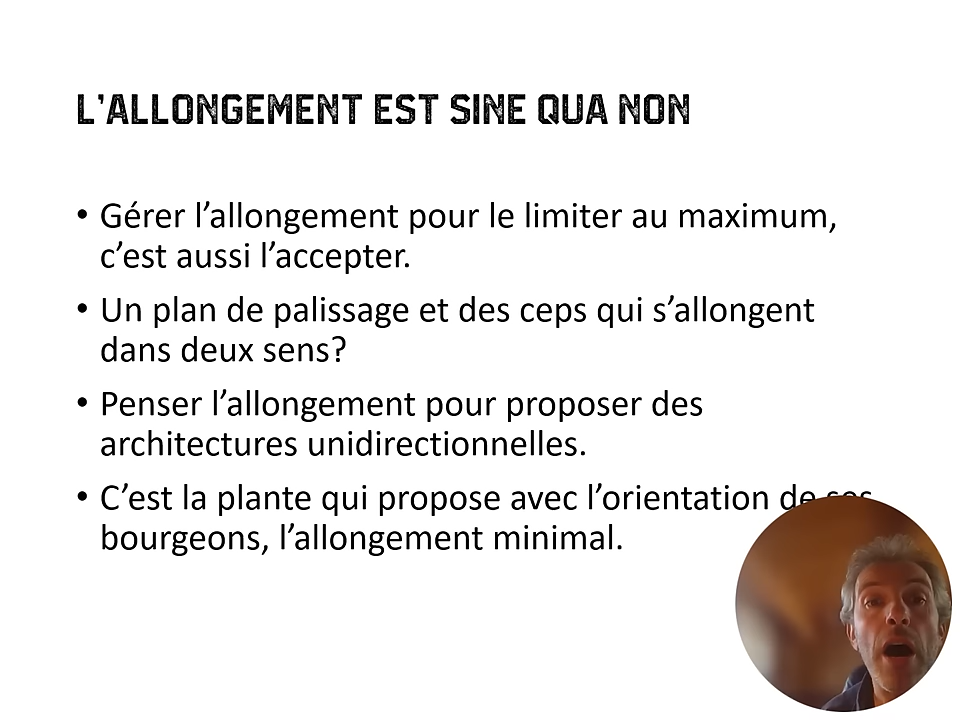 L'ALLONGEMENT EST SINE QUA NON
• Gérer l'allongement pour le limiter au maximum,
c'est aussi l'accepter.
• Un plan de palissage et des ceps qui s'allongent
dans deux sens?
• Penser l'allongement pour proposer des
architectures unidirectionnelles.
• C'est la plante qui propose avec l'orientation de ses
bourgeons, l'allongement minimal.